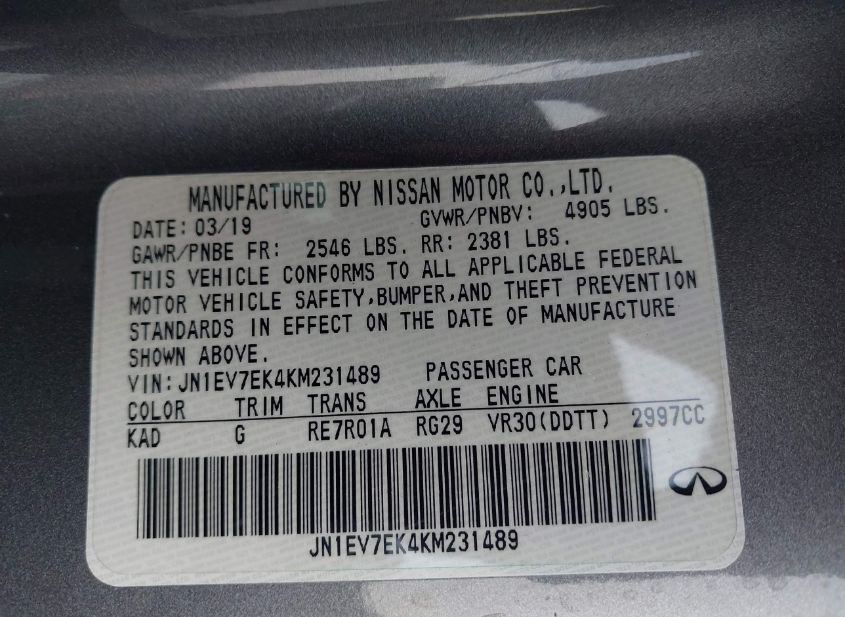 MANUFACTURED BY NISSAN MOTOR CO.,LTD.
DATE: 03/19 GVWR/PNBV: 4905 LBS.
GAWR/PNBE FR: 2546 LBS. RR: 2381 LBS.
THIS VEHICLE CONFORMS TO ALL APPLICABLE FEDERAL
MOTOR VEHICLE SAFETY,BUMPER,AND THEFT PREVENTION
STANDARDS IN EFFECT ON THE DATE OF MANUFACTURE
SHOWN ABOVE.
VIN:JN1EV7EK4KM231489 PASSENGER CAR
COLOR TRIM TRANS AXLE ENGINE
KAD G RE7R01A RG29 VR30(DDTT) 2997CC
JN1EV7EK4KM231489